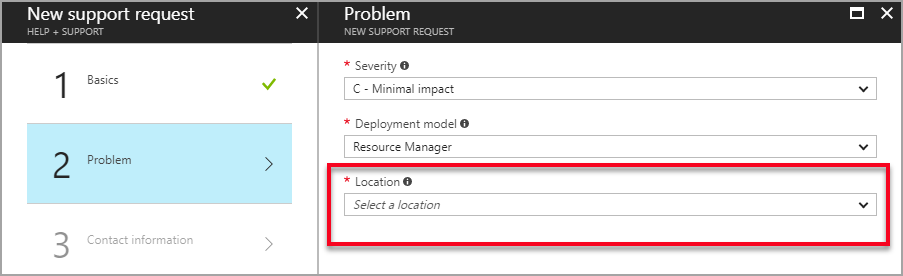 New support request
HELP + SUPPORT
1 Basics
2 Problem
3 Contact information
Problem
NEW SUPPORT REQUEST
* Severity
C - Minimal impact
* Deployment model
Resource Manager
* Location
Select a location